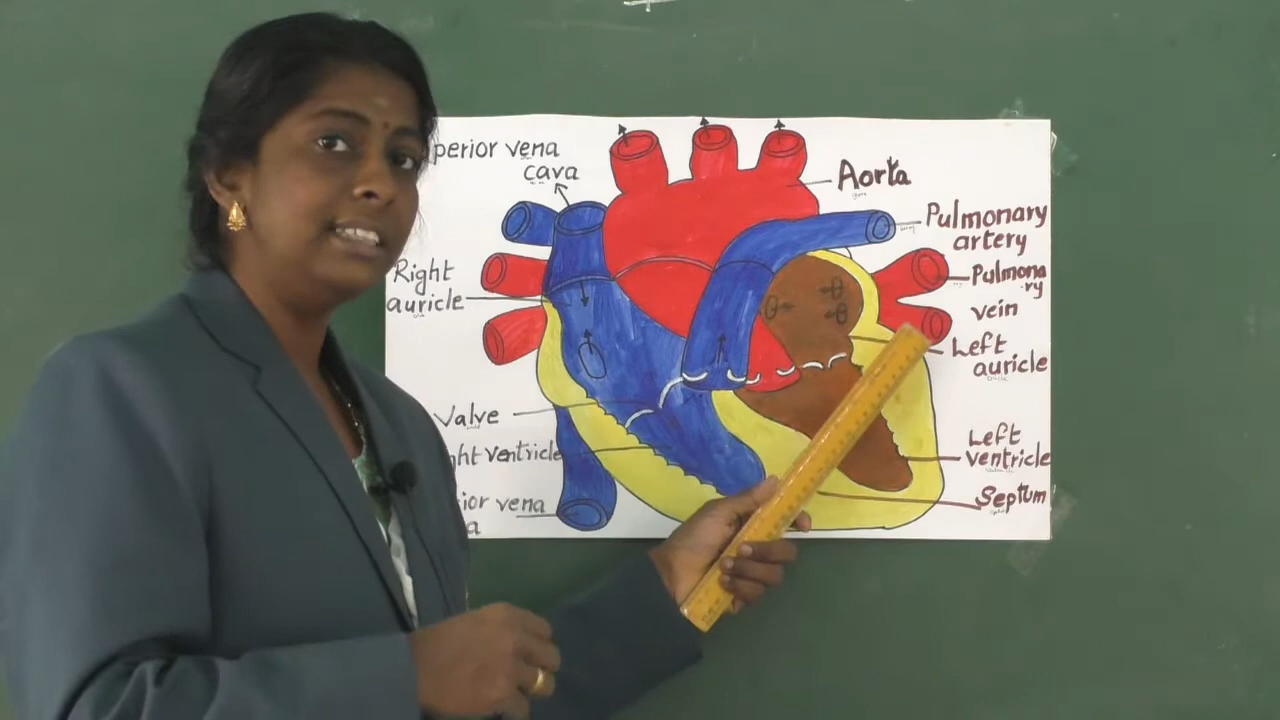 perior vena
cava
Aorta
Pulmonary
artery
Right
auricle
Pulmona
ry
vein
Left
auricle
Valve
ght ventricle
Left
ventricle
ior vena
a
Septum